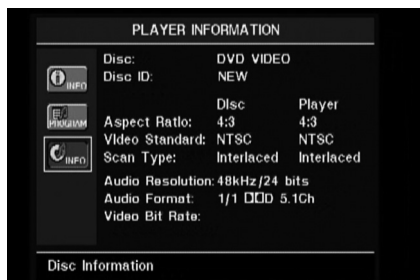 PLAYER INFORMATION
Disc: DVD VIDEO
Disc ID: NEW
Disc Player
Aspect Ratio: 4:3 4:3
Video Standard: NTSC NTSC
Scan Type: Interlaced Interlaced
Audio Resolution: 48kHz/24 bits
Audio Format: 1/1 DD D 5.1Ch
Video Bit Rate:
INFO
PROGRAM
INFO
Disc Information